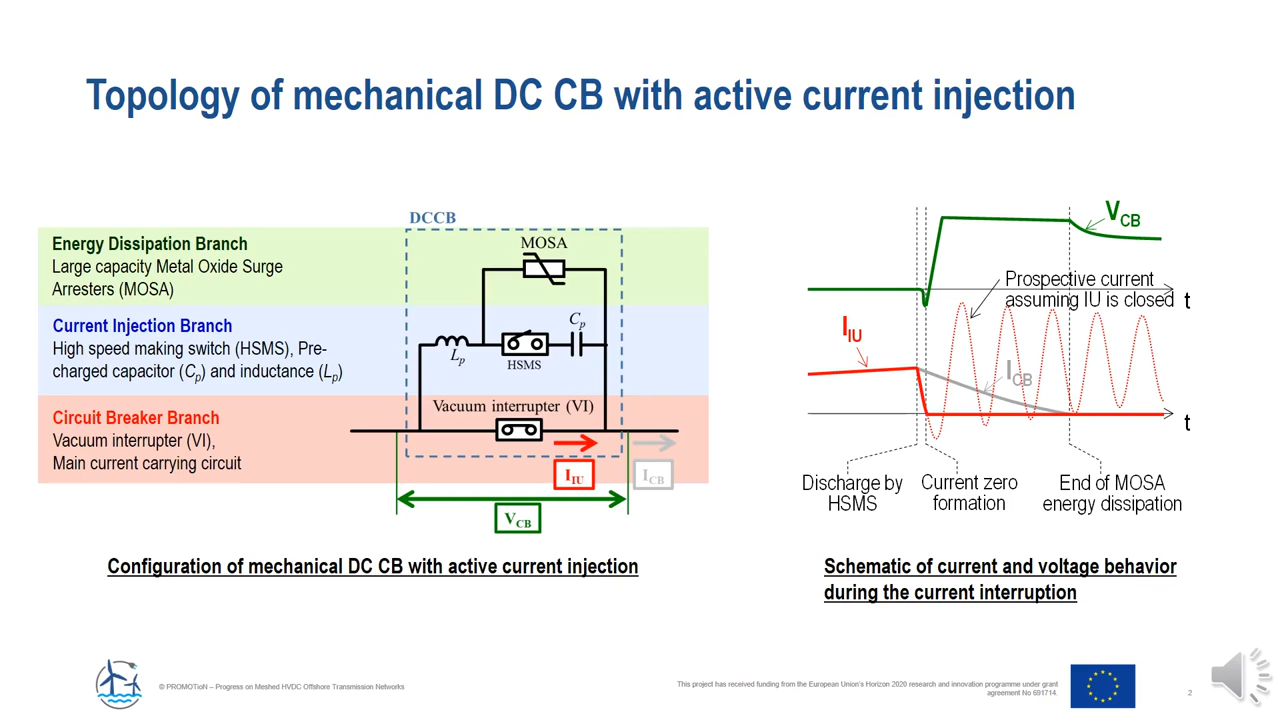 Topology of mechanical DC CB with active current injection
DCCB
Energy Dissipation Branch
Large capacity Metal Oxide Surge
Arresters (MOSA)
MOSA
Current Injection Branch
High speed making switch (HSMS), Pre-
charged capacitor (Cp) and inductance (Lp)
Cp
Lp
HSMS
Circuit Breaker Branch
Vacuum interrupter (VI),
Main current carrying circuit
Vacuum interrupter (VI)
IIU
ICB
VCB
Configuration of mechanical DC CB with active current injection
VCB
Prospective current
assuming IU is closed
t
IIU
ICB
t
Discharge by
HSMS
Current zero
formation
End of MOSA
energy dissipation
Schematic of current and voltage behavior
during the current interruption
© PROMOTioN – Progress on Meshed HVDC Offshore Transmission Networks
This project has received funding from the European Union's Horizon 2020 research and innovation programme under grant
agreement No 691714.
2